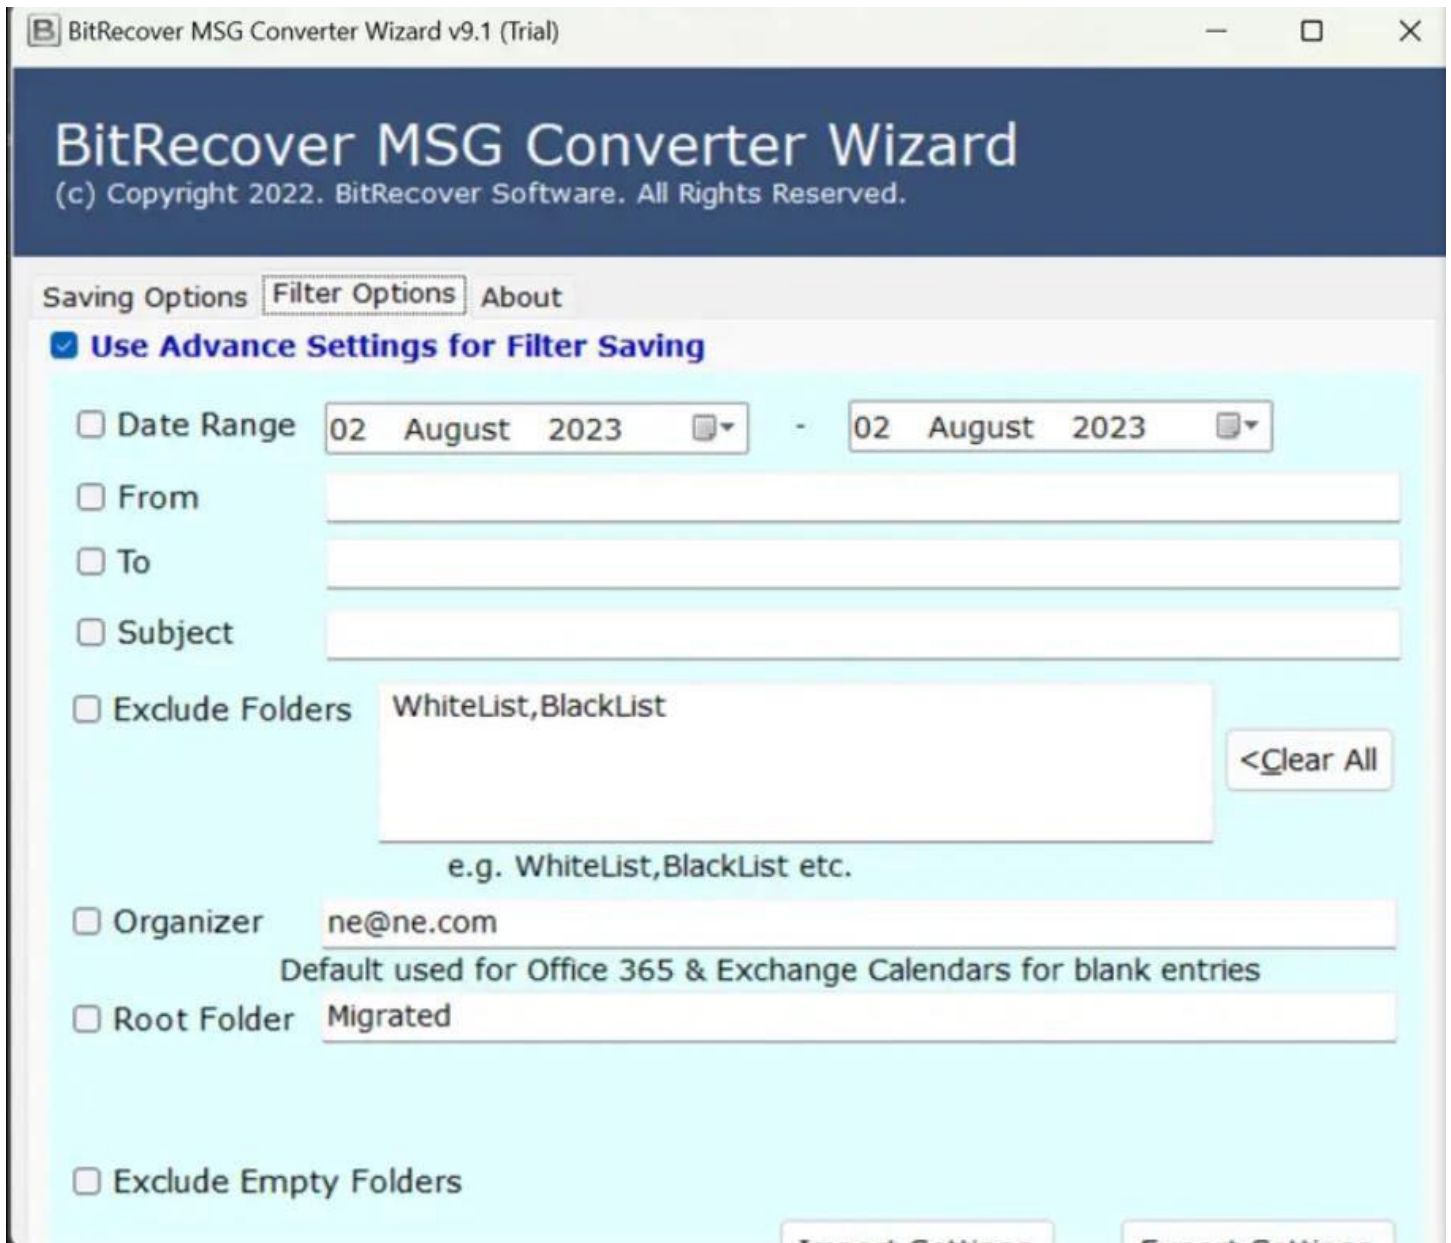 BitRecover MSG Converter Wizard v9.1 (Trial)
BitRecover MSG Converter Wizard
(c) Copyright 2022. BitRecover Software. All Rights Reserved.
Saving Options Filter Options About
Use Advance Settings for Filter Saving
Date Range 02 August 2023 - 02 August 2023
From
To
Subject
Exclude Folders WhiteList,BlackList
<Clear All
e.g. WhiteList,BlackList etc.
Organizer ne@ne.com
Default used for Office 365 & Exchange Calendars for blank entries
Root Folder Migrated
Exclude Empty Folders